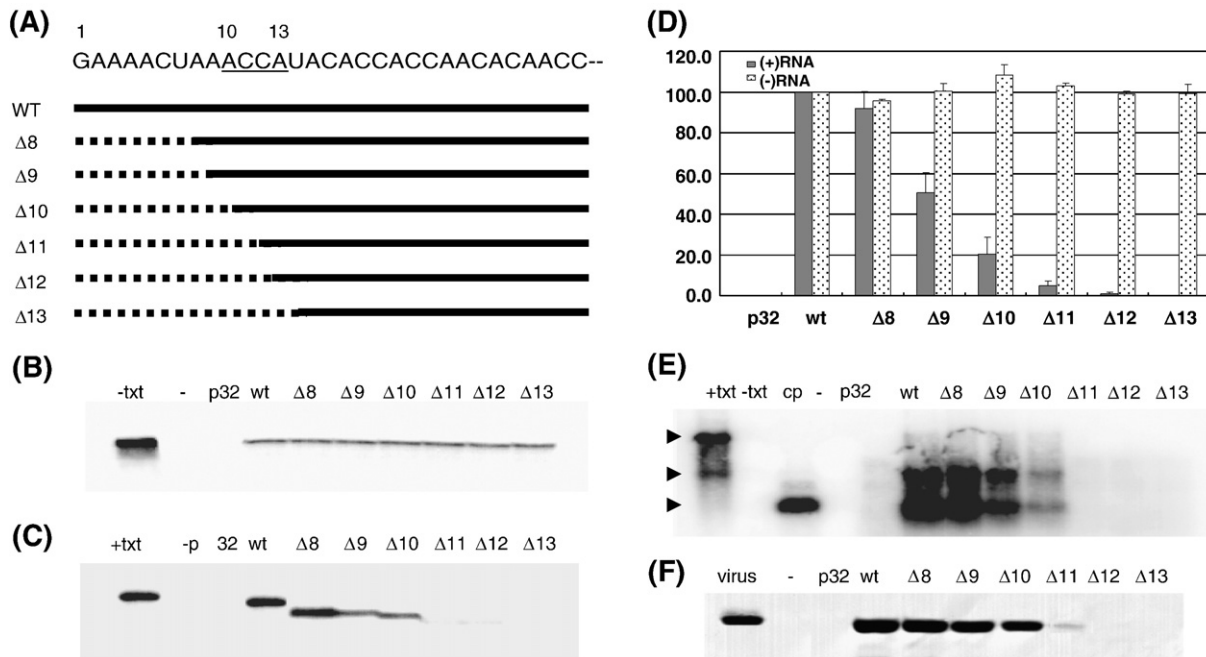 (A)
1 10 13
GAAAACUAAACCAUACACCACCAACACAACC--
WT
Δ8
Δ9
Δ10
Δ11
Δ12
Δ13
(B)
-txt - p32 wt Δ8 Δ9 Δ10 Δ11 Δ12 Δ13
(C)
+txt -p 32 wt Δ8 Δ9 Δ10 Δ11 Δ12 Δ13
(D)
120.0
100.0
80.0
60.0
40.0
20.0
0.0
(+)RNA
(-)RNA
p32 wt Δ8 Δ9 Δ10 Δ11 Δ12 Δ13
(E)
+txt -txt cp - p32 wt Δ8 Δ9 Δ10 Δ11 Δ12 Δ13
(F)
virus - p32 wt Δ8 Δ9 Δ10 Δ11 Δ12 Δ13